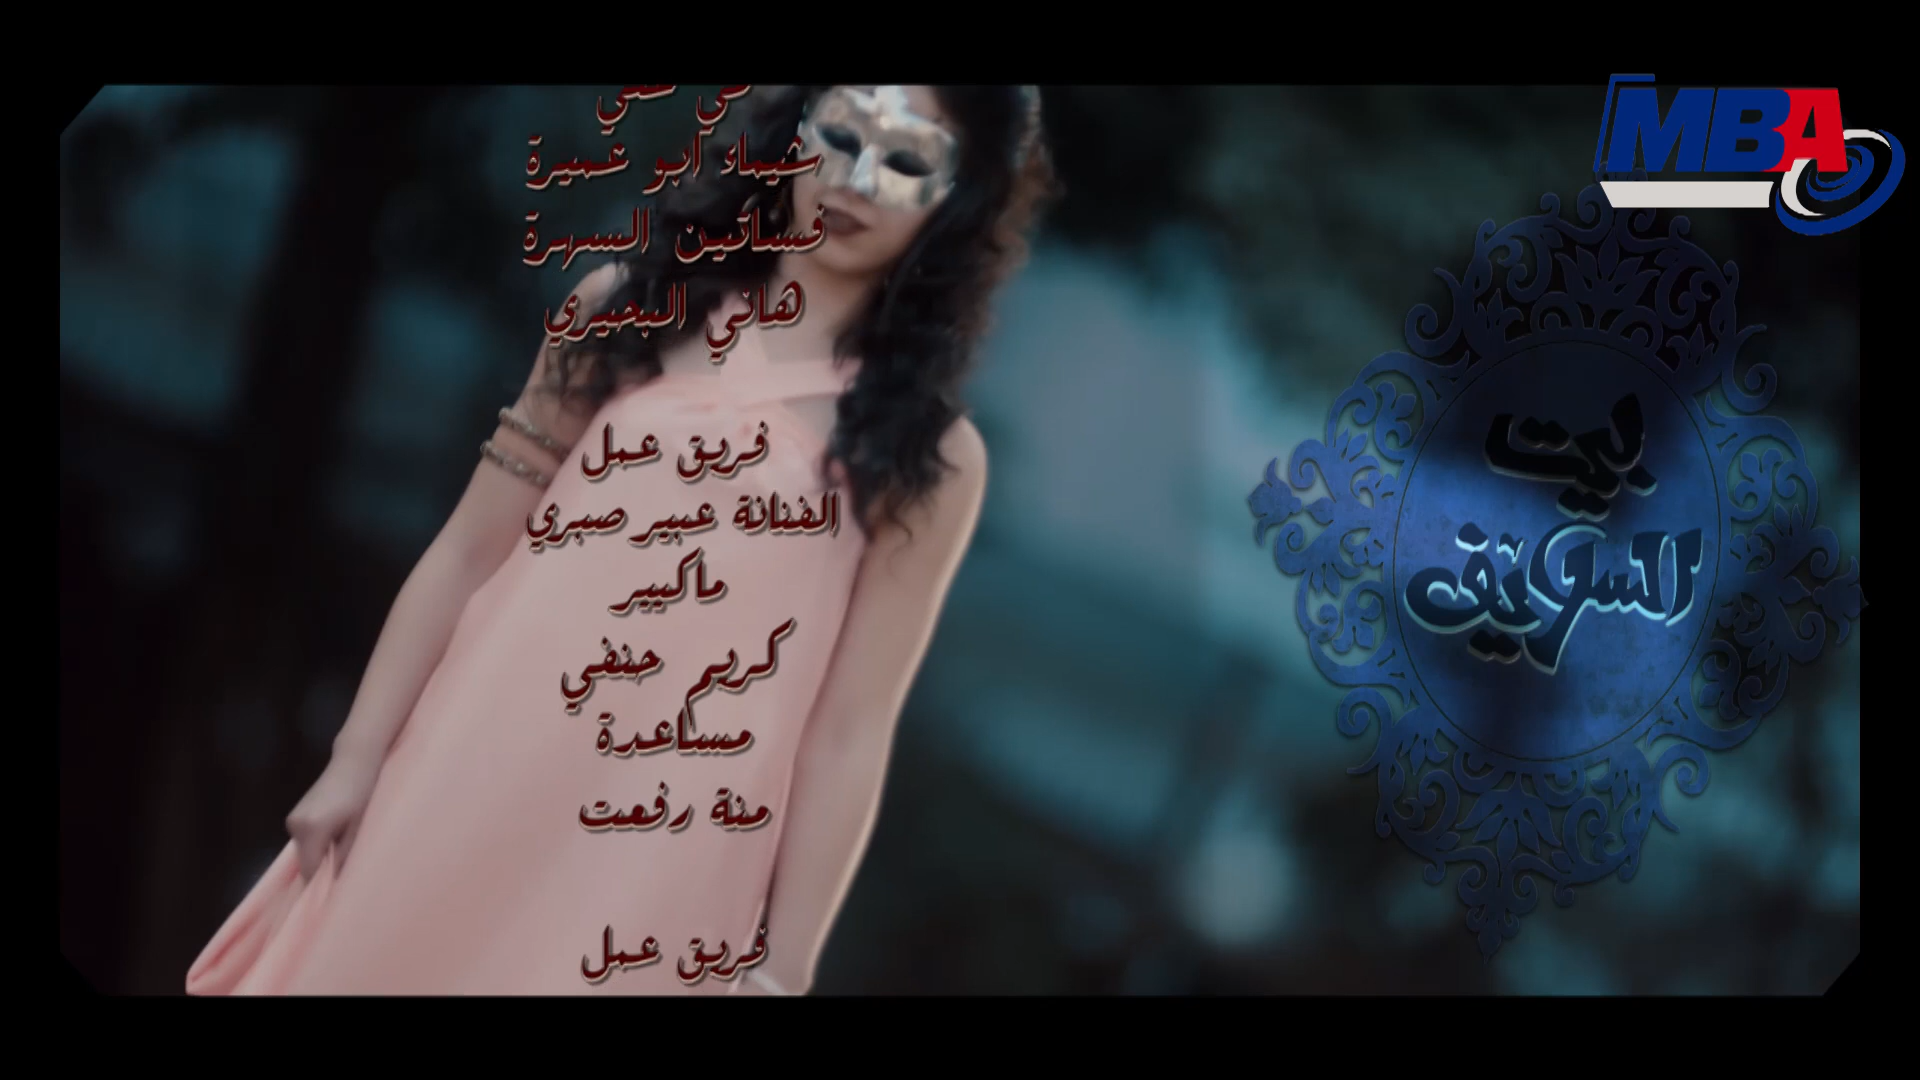 شيماء ابو عميرة
فساتين السهرة
هاني البحيري
فريق عمل
الفنانة عبير صبري
ماكيير
كريم حنفي
مساعدة
منة رفعت
فريق عمل
MBA
بيت
السلايف